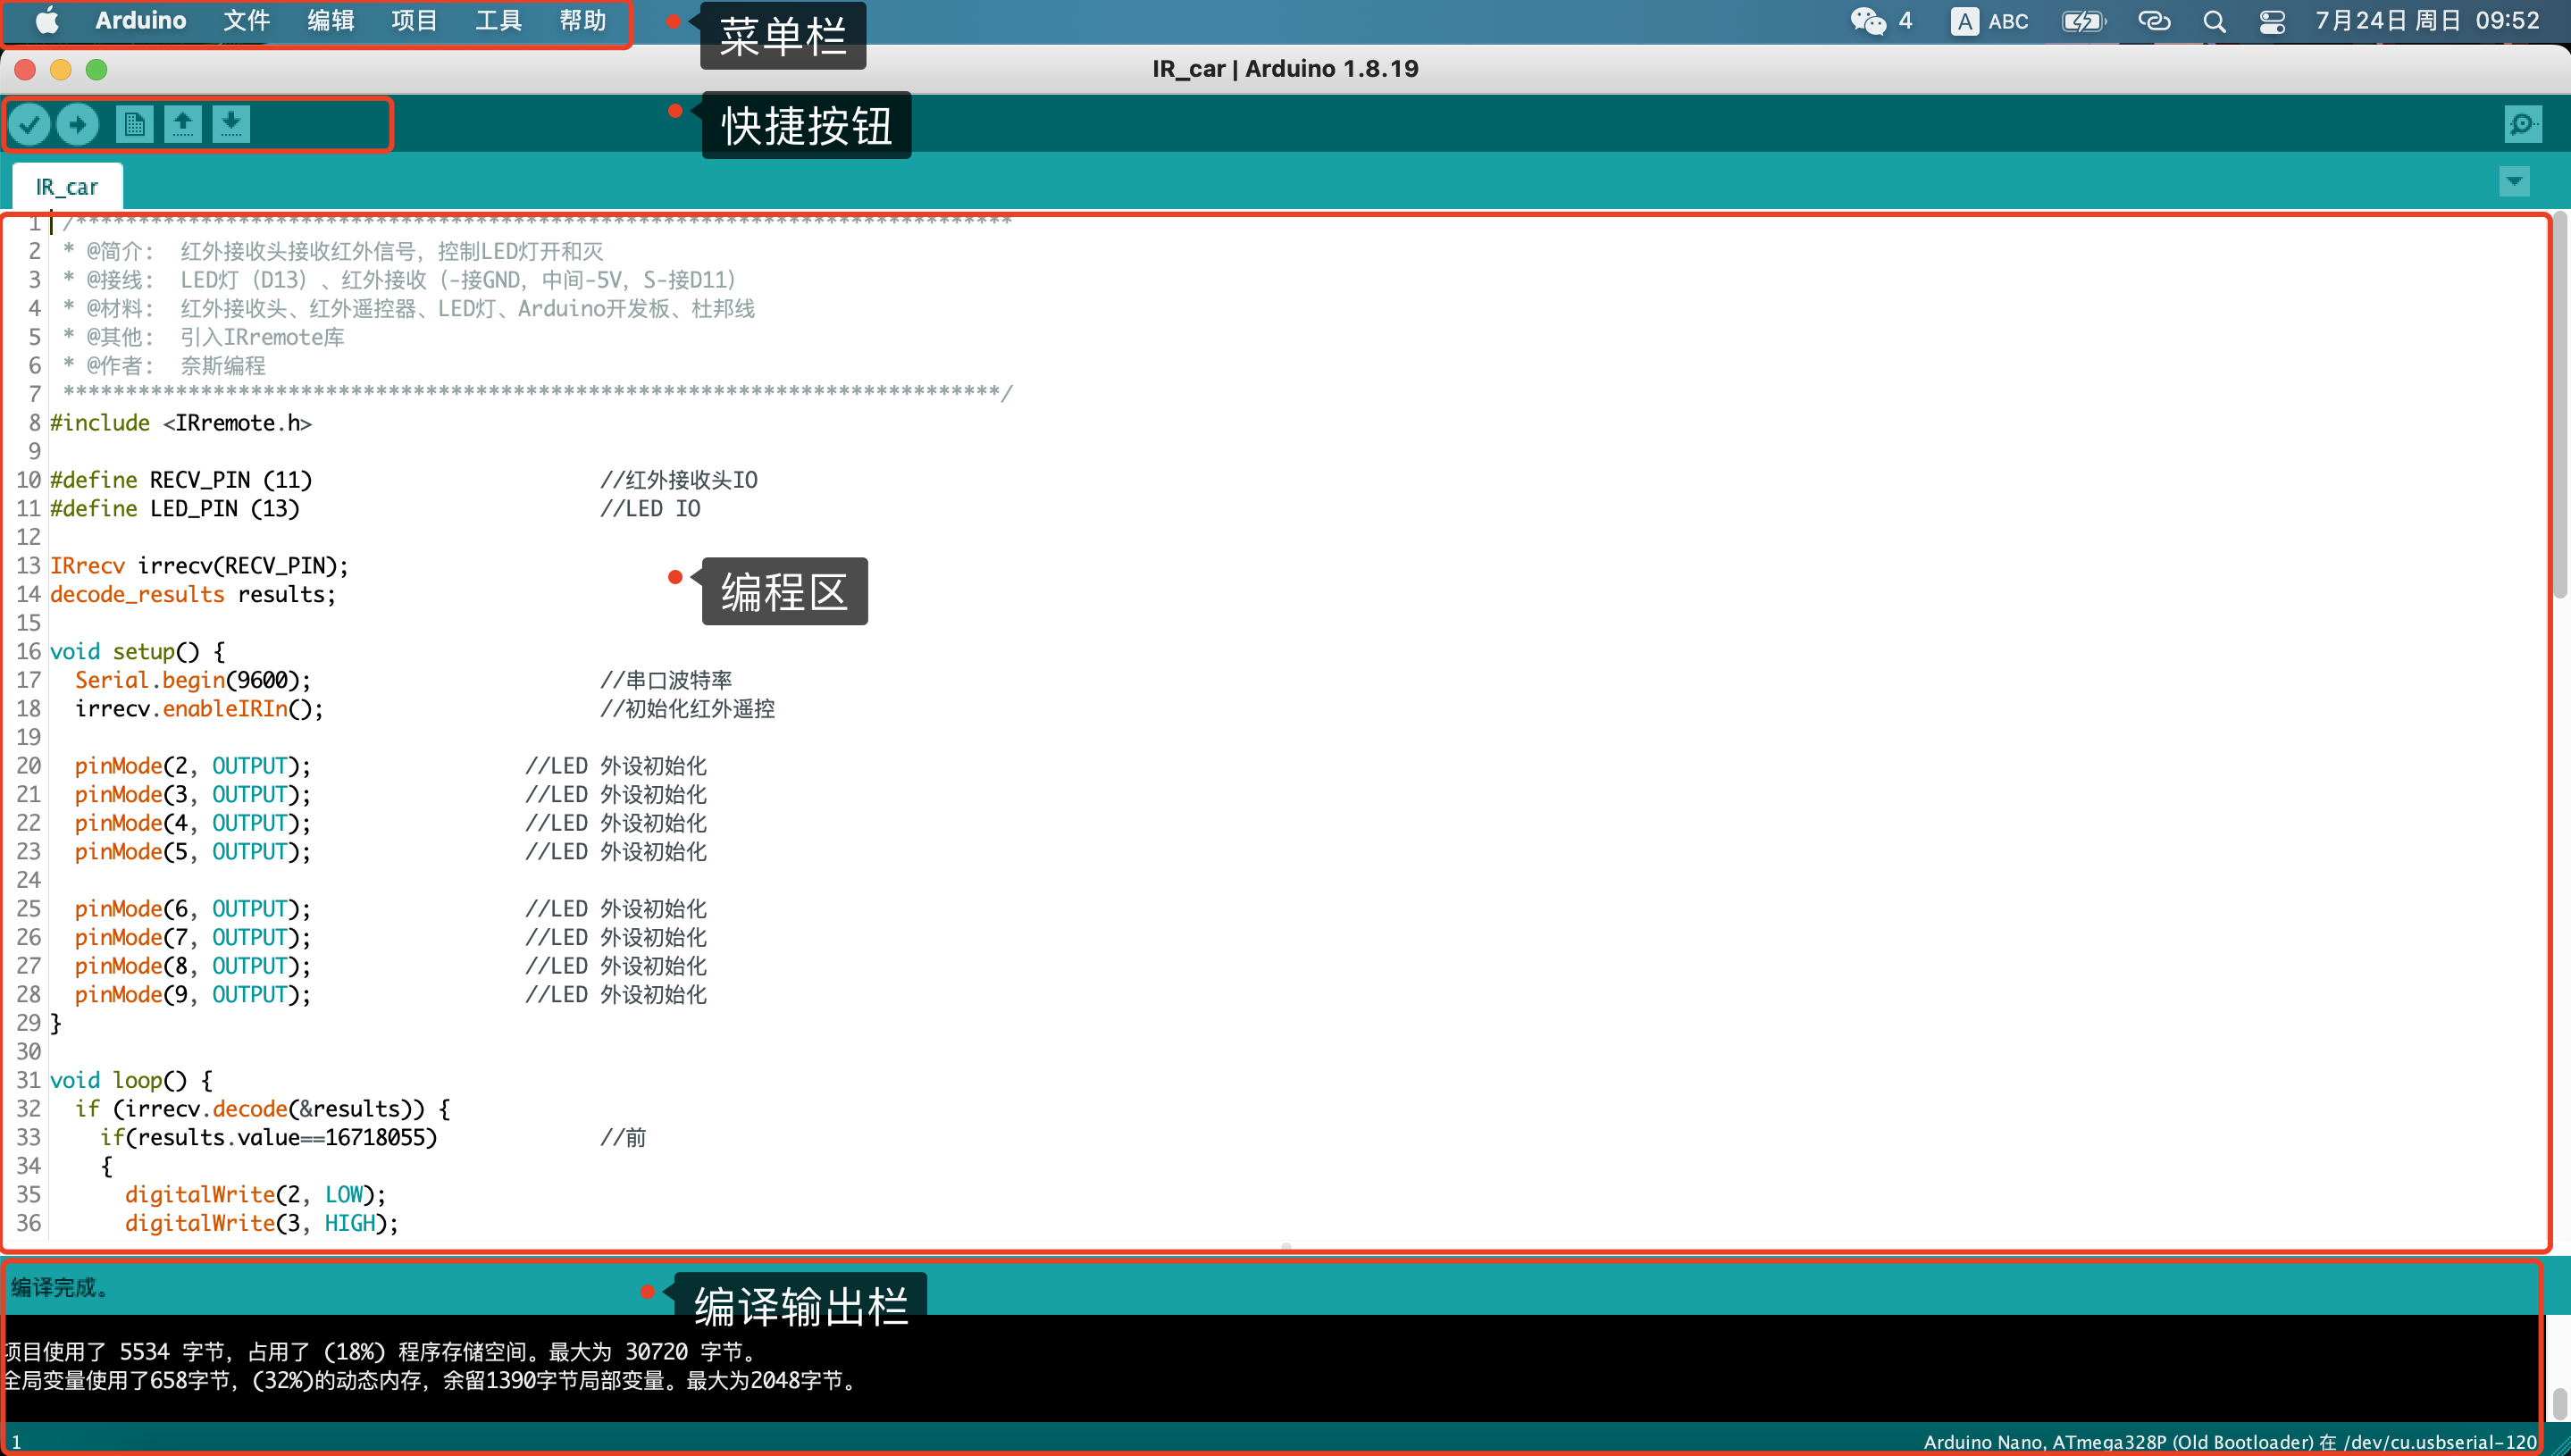 Arduino 文件 编辑 项目 工具 帮助
菜单栏
4 A ABC 7月24日 周日 09:52
IR_car | Arduino 1.8.19
快捷按钮
IR_car
1 /***************************************************************************
2 * @简介： 红外接收头接收红外信号，控制LED灯开和灭
3 * @接线： LED灯（D13）、红外接收（-接GND，中间-5V，S-接D11）
4 * @材料： 红外接收头、红外遥控器、LED灯、Arduino开发板、杜邦线
5 * @其他： 引入IRremote库
6 * @作者： 奈斯编程
7 ***************************************************************************/
8 #include <IRremote.h>
9
10 #define RECV_PIN (11) //红外接收头IO
11 #define LED_PIN (13) //LED IO
12
13 IRrecv irrecv(RECV_PIN);
14 decode_results results;
编程区
15
16 void setup() {
17 Serial.begin(9600); //串口波特率
18 irrecv.enableIRIn(); //初始化红外遥控
19
20 pinMode(2, OUTPUT); //LED 外设初始化
21 pinMode(3, OUTPUT); //LED 外设初始化
22 pinMode(4, OUTPUT); //LED 外设初始化
23 pinMode(5, OUTPUT); //LED 外设初始化
24
25 pinMode(6, OUTPUT); //LED 外设初始化
26 pinMode(7, OUTPUT); //LED 外设初始化
27 pinMode(8, OUTPUT); //LED 外设初始化
28 pinMode(9, OUTPUT); //LED 外设初始化
29 }
30
31 void loop() {
32 if (irrecv.decode(&results)) {
33 if(results.value==16718055) //前
34 {
35 digitalWrite(2, LOW);
36 digitalWrite(3, HIGH);
编译完成。
编译输出栏
项目使用了 5534 字节，占用了 (18%) 程序存储空间。最大为 30720 字节。
全局变量使用了658字节，(32%)的动态内存，余留1390字节局部变量。最大为2048字节。
1
Arduino Nano, ATmega328P (Old Bootloader) 在 /dev/cu.usbserial-120